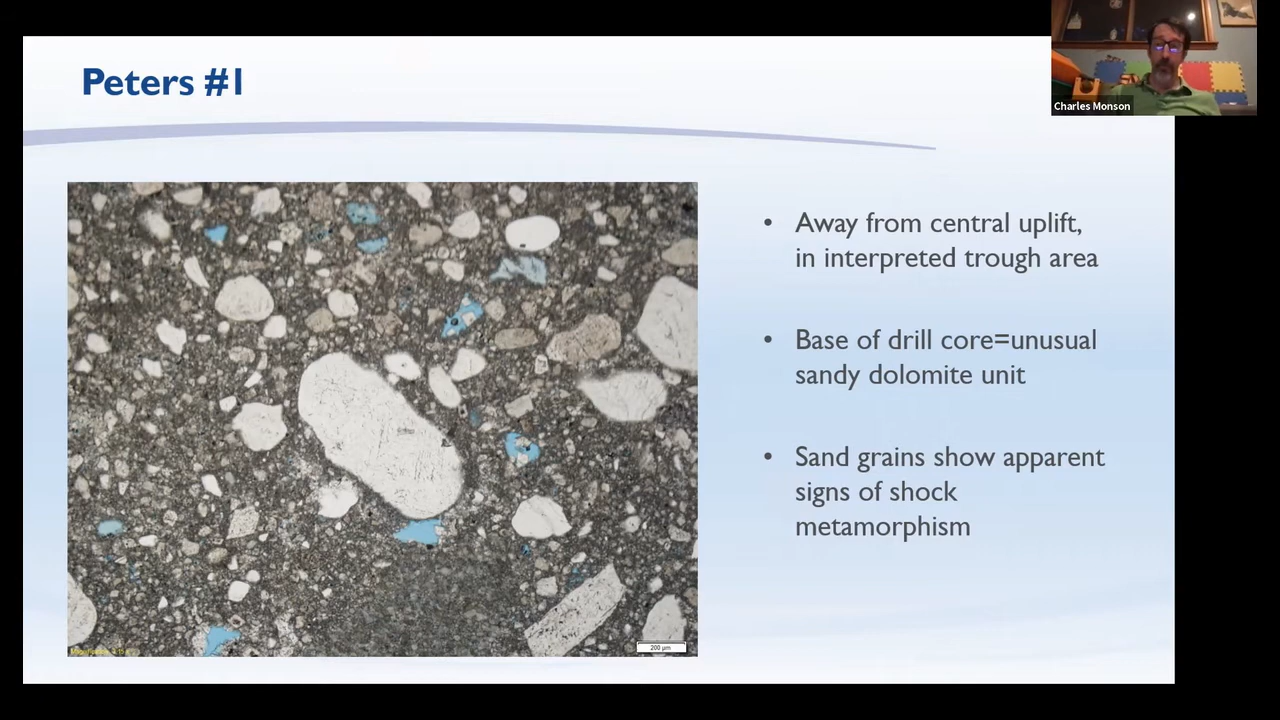 Peters #1
Charles Monson
• Away from central uplift,
in interpreted trough area
• Base of drill core=unusual
sandy dolomite unit
• Sand grains show apparent
signs of shock
metamorphism
200 µm